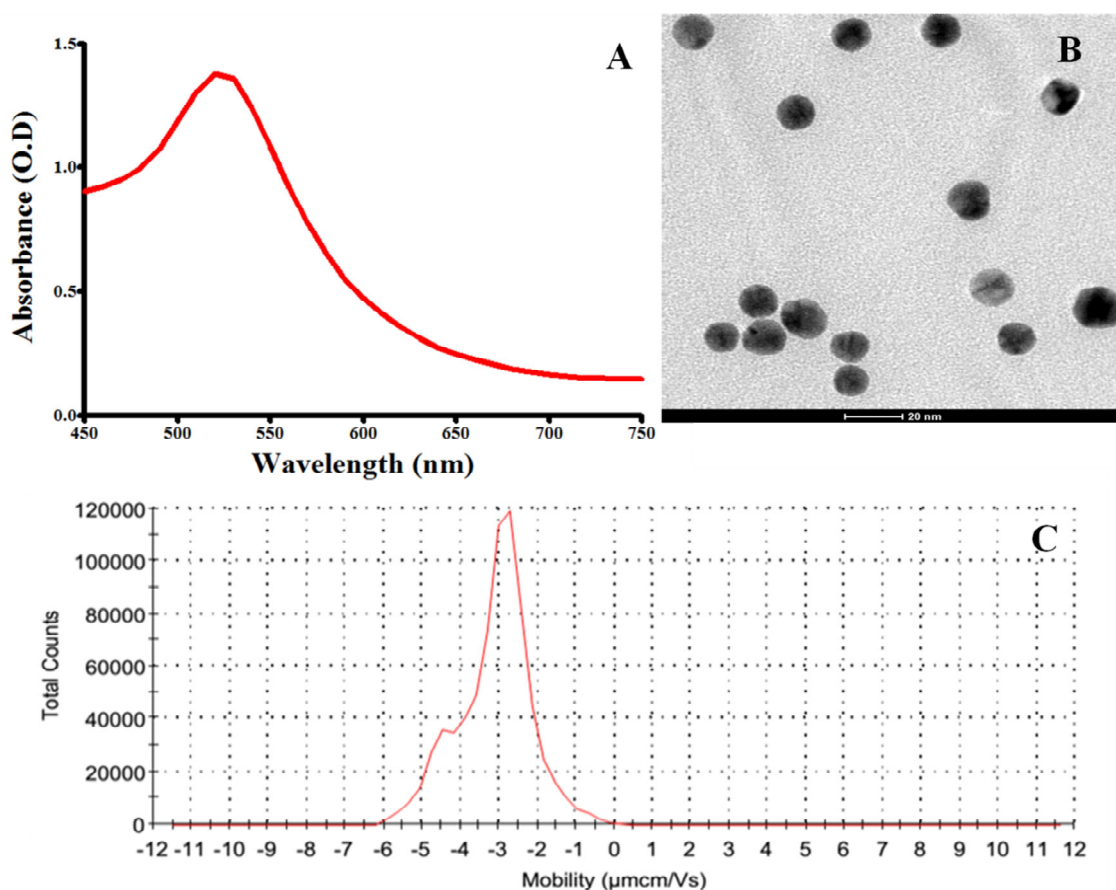 A
Absorbance (O.D)
1.5
1.0
0.5
0.0
450 500 550 600 650 700 750
Wavelength (nm)
B
20 nm
C
Total Counts
120000
100000
80000
60000
40000
20000
0
-12 -11 -10 -9 -8 -7 -6 -5 -4 -3 -2 -1 0 1 2 3 4 5 6 7 8 9 10 11 12
Mobility (µmcm/Vs)